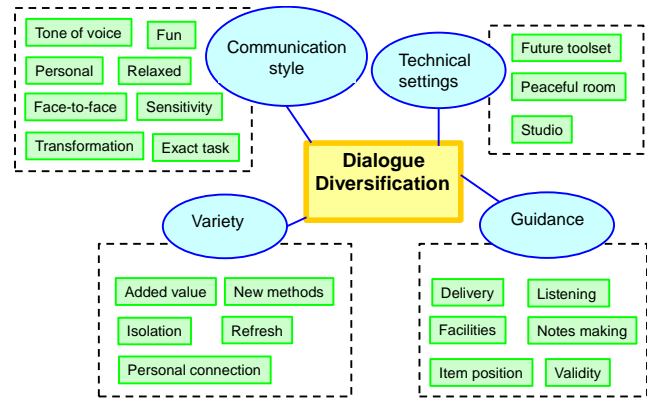 Tone of voice
Fun
Personal
Relaxed
Face-to-face
Sensitivity
Transformation
Exact task
Communication
style
Technical
settings
Future toolset
Peaceful room
Studio
Dialogue
Diversification
Variety
Guidance
Added value
New methods
Isolation
Refresh
Personal connection
Delivery
Listening
Facilities
Notes making
Item position
Validity